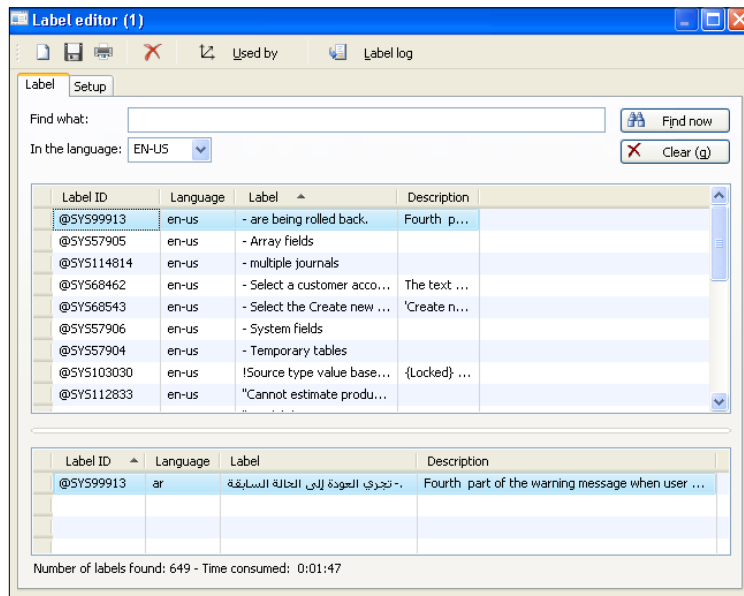 Label editor (1)
Used by Label log
Label Setup
Find what: Find now
In the language: EN-US Clear (g)
Label ID Language Label Description
@SYS99913 en-us - are being rolled back. Fourth p...
@SYS57905 en-us - Array fields
@SYS114814 en-us - multiple journals
@SYS68462 en-us - Select a customer acco... The text ...
@SYS68543 en-us - Select the Create new ... 'Create n...
@SYS57906 en-us - System fields
@SYS57904 en-us - Temporary tables
@SYS103030 en-us !Source type value base... {Locked} ...
@SYS112833 en-us "Cannot estimate produ...
Label ID Language Label Description
@SYS99913 ar - تجري العودة إلى الحالة السابقة. Fourth part of the warning message when user ...
Number of labels found: 649 - Time consumed: 0:01:47